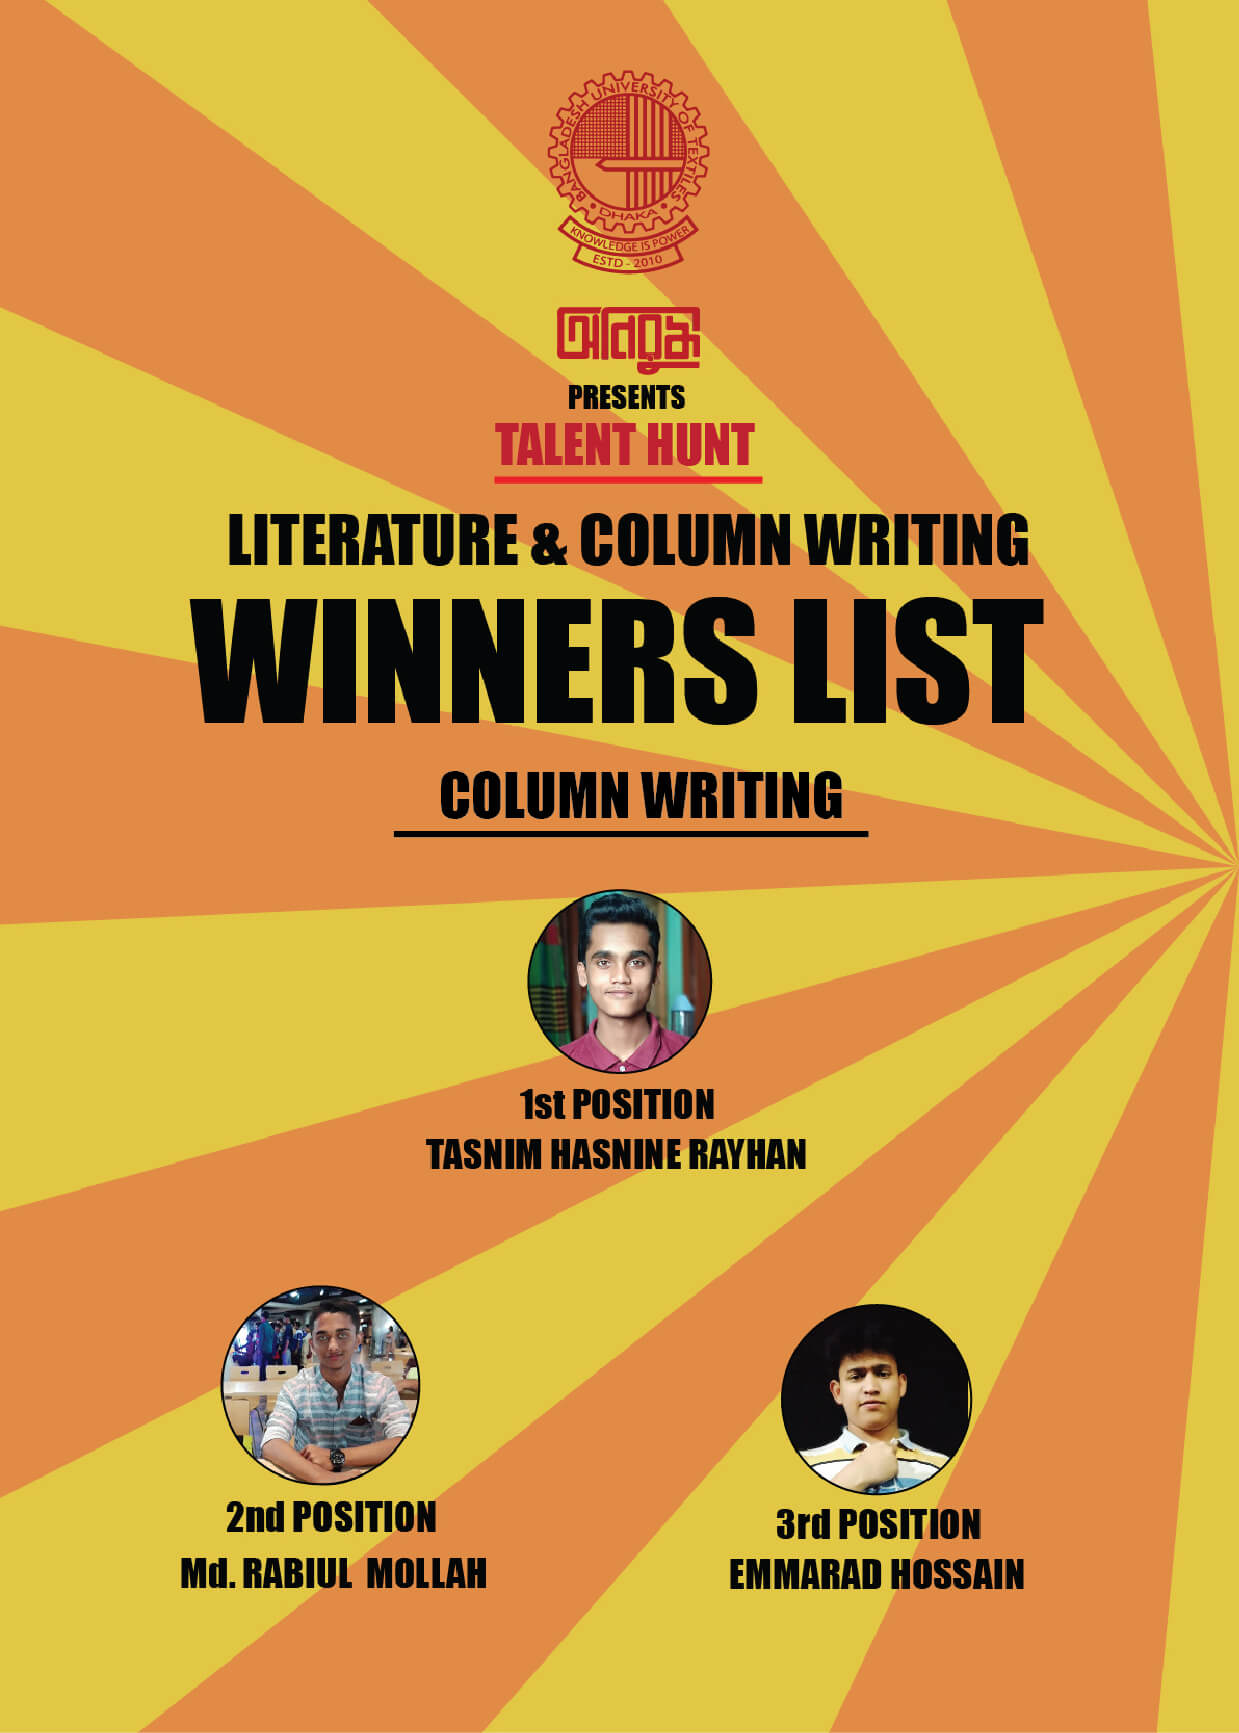 BANGLADESH UNIVERSITY OF TEXTILES
• DHAKA •
KNOWLEDGE IS POWER
ESTD - 2010
অনিরুদ্ধ
PRESENTS
TALENT HUNT
LITERATURE & COLUMN WRITING
WINNERS LIST
COLUMN WRITING
1st POSITION
TASNIM HASNINE RAYHAN
2nd POSITION
Md. RABIUL MOLLAH
3rd POSITION
EMMARAD HOSSAIN